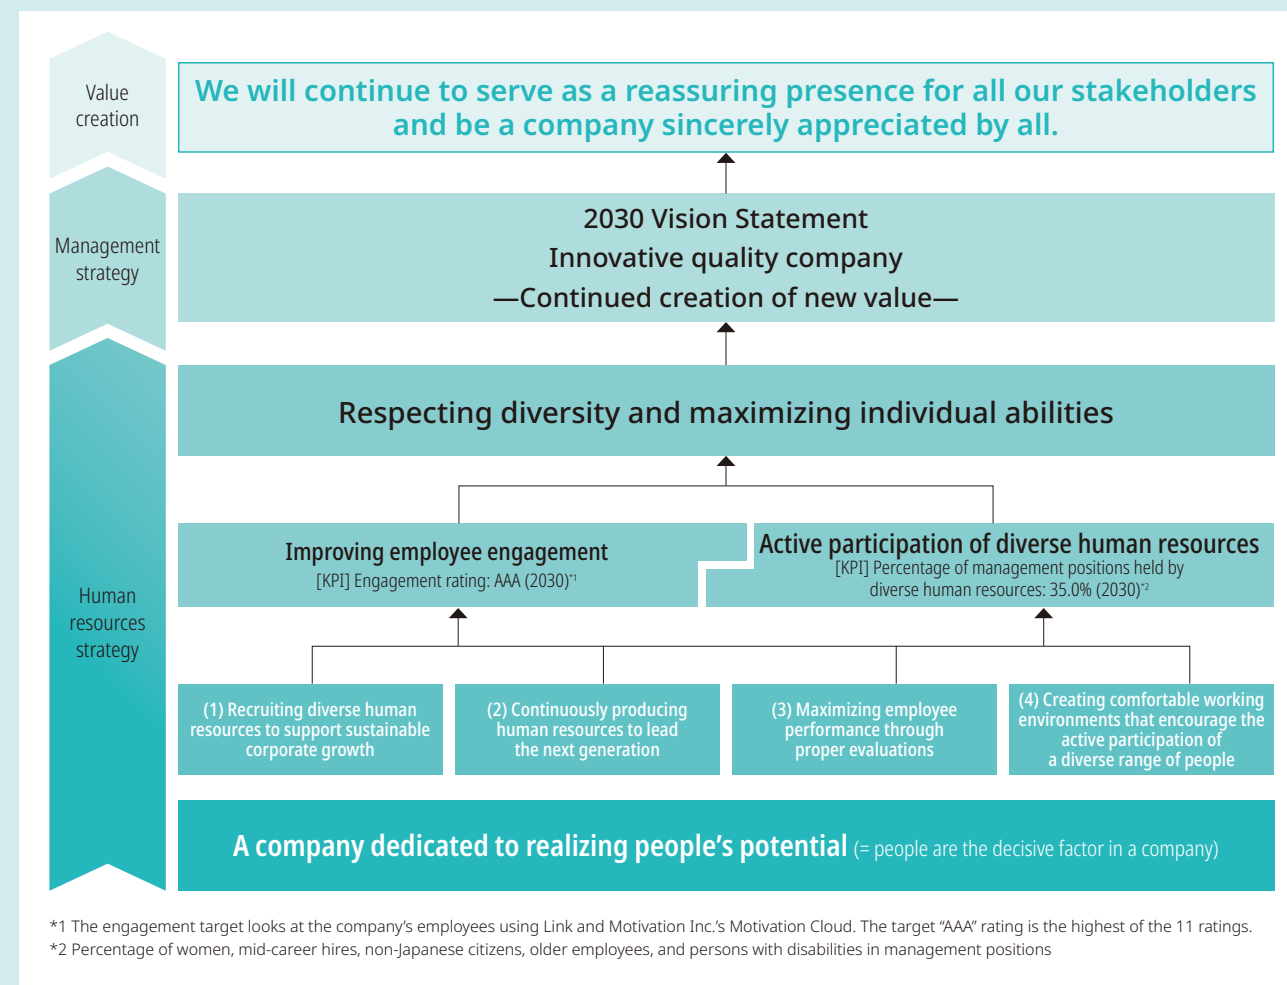 Value
creation
We will continue to serve as a reassuring presence for all our stakeholders
and be a company sincerely appreciated by all.
Management
strategy
2030 Vision Statement
Innovative quality company
—Continued creation of new value—
Human
resources
strategy
Respecting diversity and maximizing individual abilities
Improving employee engagement
[KPI] Engagement rating: AAA (2030)*1
Active participation of diverse human resources
[KPI] Percentage of management positions held by
diverse human resources: 35.0% (2030)*2
(1) Recruiting diverse human
resources to support sustainable
corporate growth
(2) Continuously producing
human resources to lead
the next generation
(3) Maximizing employee
performance through
proper evaluations
(4) Creating comfortable working
environments that encourage the
active participation of
a diverse range of people
A company dedicated to realizing people’s potential (= people are the decisive factor in a company)
*1 The engagement target looks at the company’s employees using Link and Motivation Inc.’s Motivation Cloud. The target “AAA” rating is the highest of the 11 ratings.
*2 Percentage of women, mid-career hires, non-Japanese citizens, older employees, and persons with disabilities in management positions